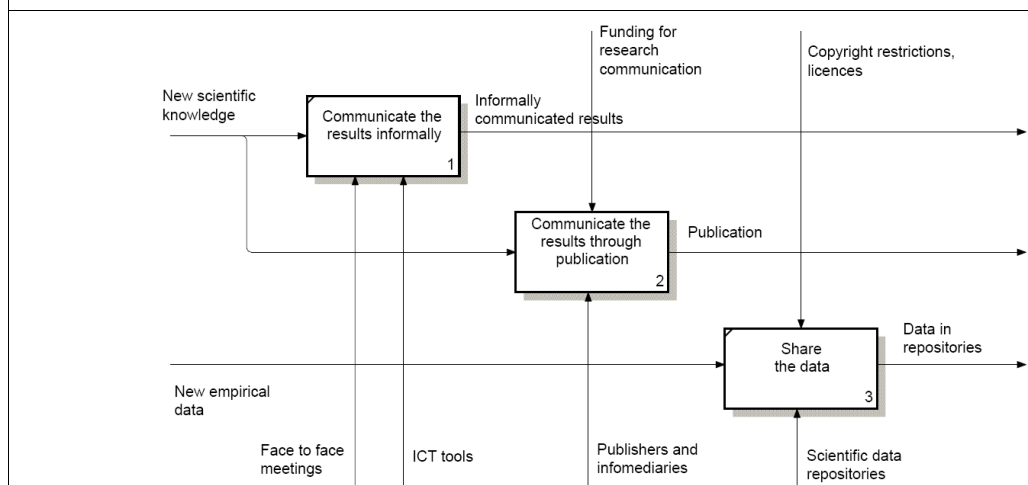 Funding for
research
communication
Copyright restrictions,
licences
New scientific
knowledge
Communicate the
results informally
1
Informally
communicated results
Communicate the
results through
publication
2
Publication
Share
the data
3
Data in
repositories
New empirical
data
Face to face
meetings
ICT tools
Publishers and
infomediaries
Scientific data
repositories